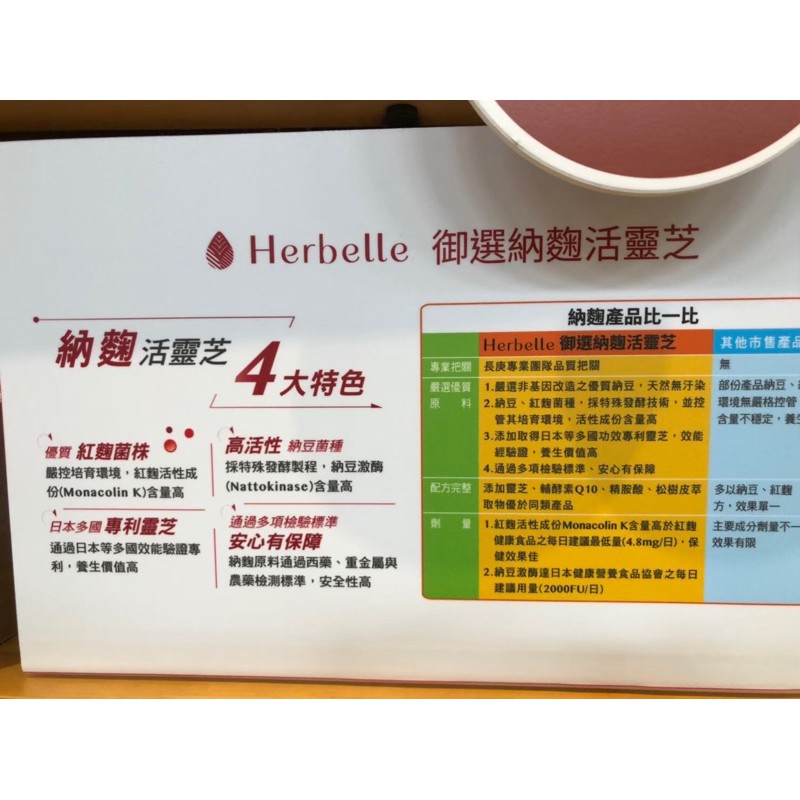 Herbelle 御選納麴活靈芝
納麴活靈芝
4大特色
優質 紅麴菌株
嚴控培育環境，紅麴活性成
份(Monacolin K)含量高
高活性 納豆菌種
採特殊發酵製程，納豆激酶
(Nattokinase)含量高
日本多國 專利靈芝
通過日本等多國效能驗證專
利，養生價值高
通過多項檢驗標準
安心有保障
納麴原料通過西藥、重金屬與
農藥檢測標準，安全性高
納麴產品比一比
Herbelle 御選納麴活靈芝 其他市售產品
專業把關 長庚專業團隊品質把關 無
嚴選優質 1.嚴選非基因改造之優質納豆，天然無汙染 部份產品納豆、
原 料 2.納豆、紅麴菌種，採特殊發酵技術，並控 環境無嚴格控管
管其培育環境，活性成份含量高 含量不穩定，養
3.添加取得日本等多國功效專利靈芝，效能
經驗證，養生價值高
4.通過多項檢驗標準、安心有保障
配方完整 添加靈芝、輔酵素Q10、精胺酸、松樹皮萃 多以納豆、紅麴
取物優於同類產品 方，效果單一
劑 量 1.紅麴活性成份Monacolin K含量高於紅麴 主要成分劑量不一
健康食品之每日建議最低量(4.8mg/日)，保 效果有限
健效果佳
2.納豆激酶達日本健康營養食品協會之每日
建議用量(2000FU/日)